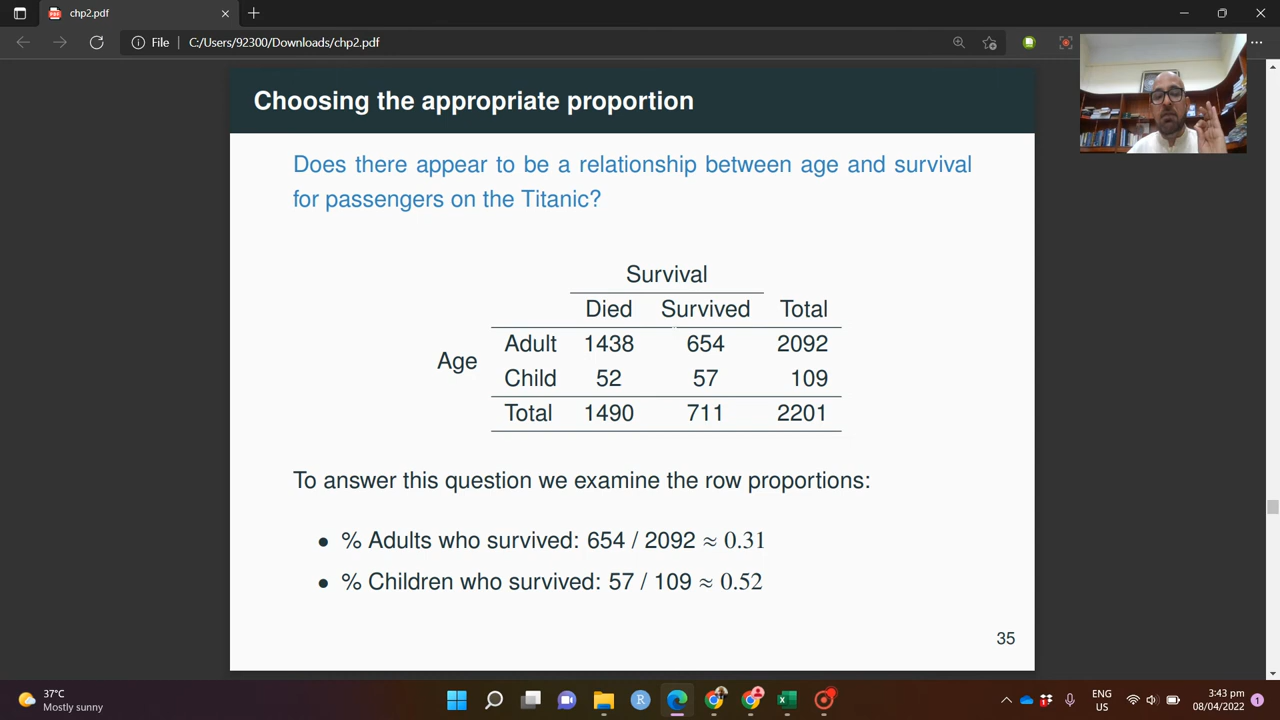 chp2.pdf
File
C:/Users/92300/Downloads/chp2.pdf
Choosing the appropriate proportion
Does there appear to be a relationship between age and survival
for passengers on the Titanic?
Survival
Died Survived Total
Age
Adult 1438 654 2092
Child 52 57 109
Total 1490 711 2201
To answer this question we examine the row proportions:
• % Adults who survived: 654 / 2092 ≈ 0.31
• % Children who survived: 57 / 109 ≈ 0.52
35
37°C
Mostly sunny
ENG
US
3:43 pm
08/04/2022
1